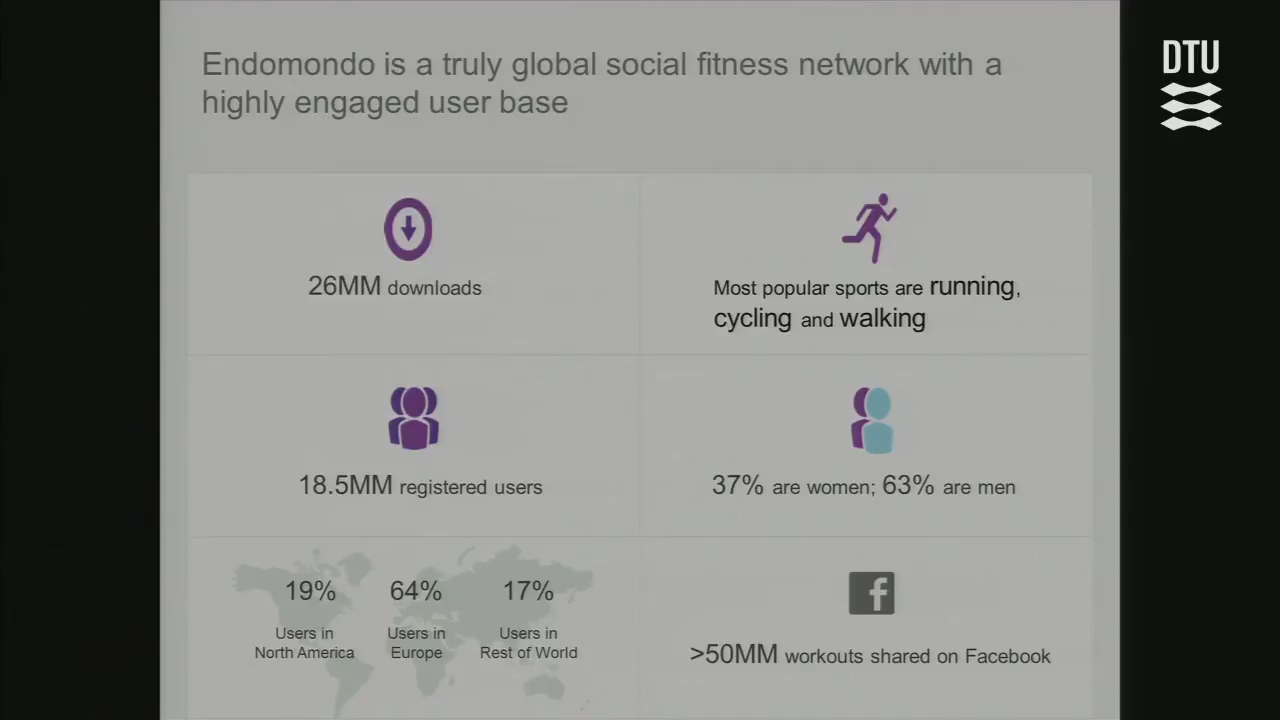 Endomondo is a truly global social fitness network with a
highly engaged user base
DTU
26MM downloads
Most popular sports are running,
cycling and walking
18.5MM registered users
37% are women; 63% are men
19%
Users in
North America
64%
Users in
Europe
17%
Users in
Rest of World
f
>50MM workouts shared on Facebook